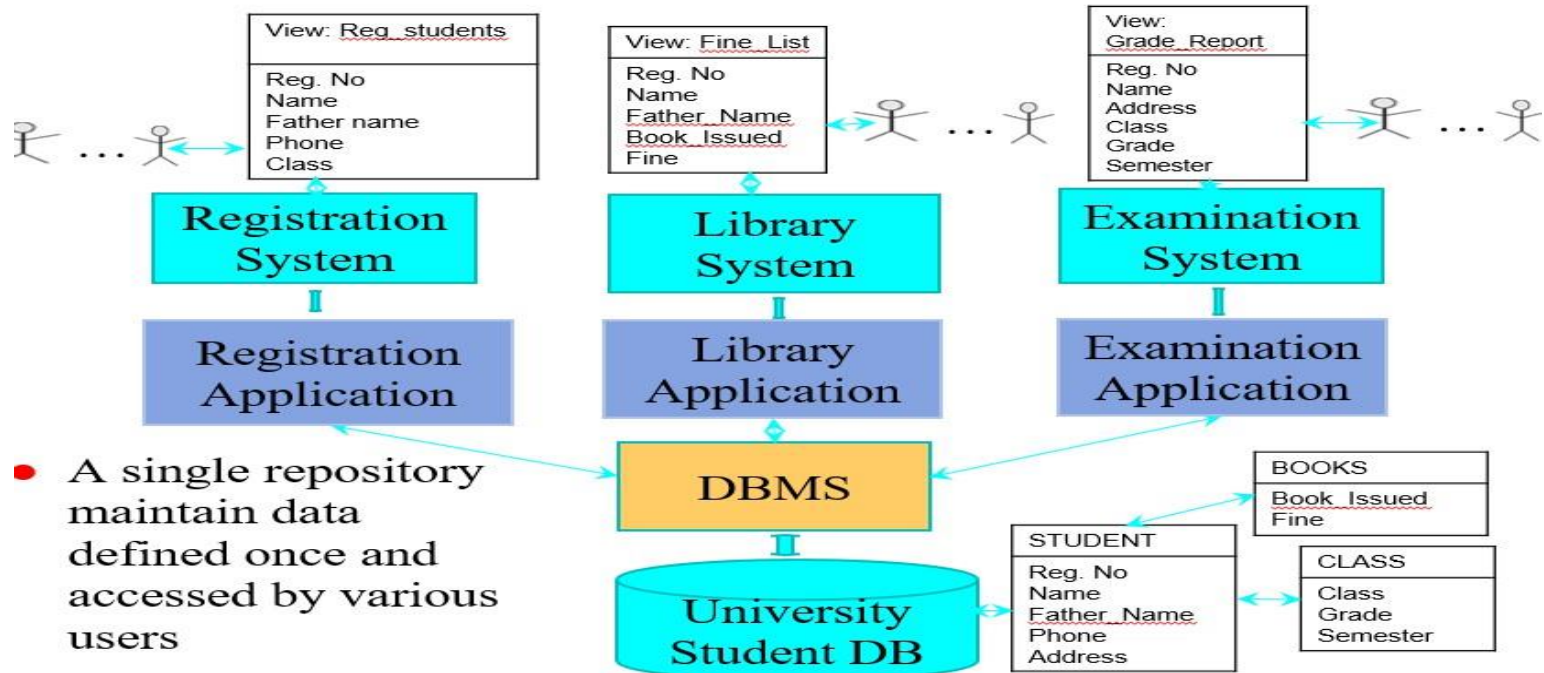 View: Reg_students
Reg. No
Name
Father name
Phone
Class
View: Fine_List
Reg. No
Name
Father_Name
Book_Issued
Fine
View:
Grade_Report
Reg. No
Name
Address
Class
Grade
Semester
...
...
...
Registration
System
Library
System
Examination
System
Registration
Application
Library
Application
Examination
Application
DBMS
• A single repository
maintain data
defined once and
accessed by various
users
University
Student DB
STUDENT
Reg. No
Name
Father_Name
Phone
Address
BOOKS
Book_Issued
Fine
CLASS
Class
Grade
Semester